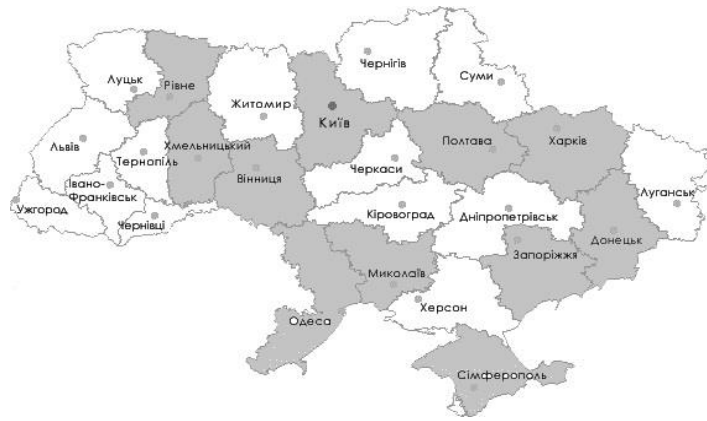 Чернігів
Луцьк
Суми
Рівне
Житомир
Київ
Львів
Хмельницький
Полтава
Харків
Тернопіль
Черкаси
Вінниця
Івано-
Франківськ
Луганськ
Ужгород
Чернівці
Кіровоград
Дніпропетрівськ
Донецьк
Запоріжжя
Миколаїв
Херсон
Одеса
Сімферополь